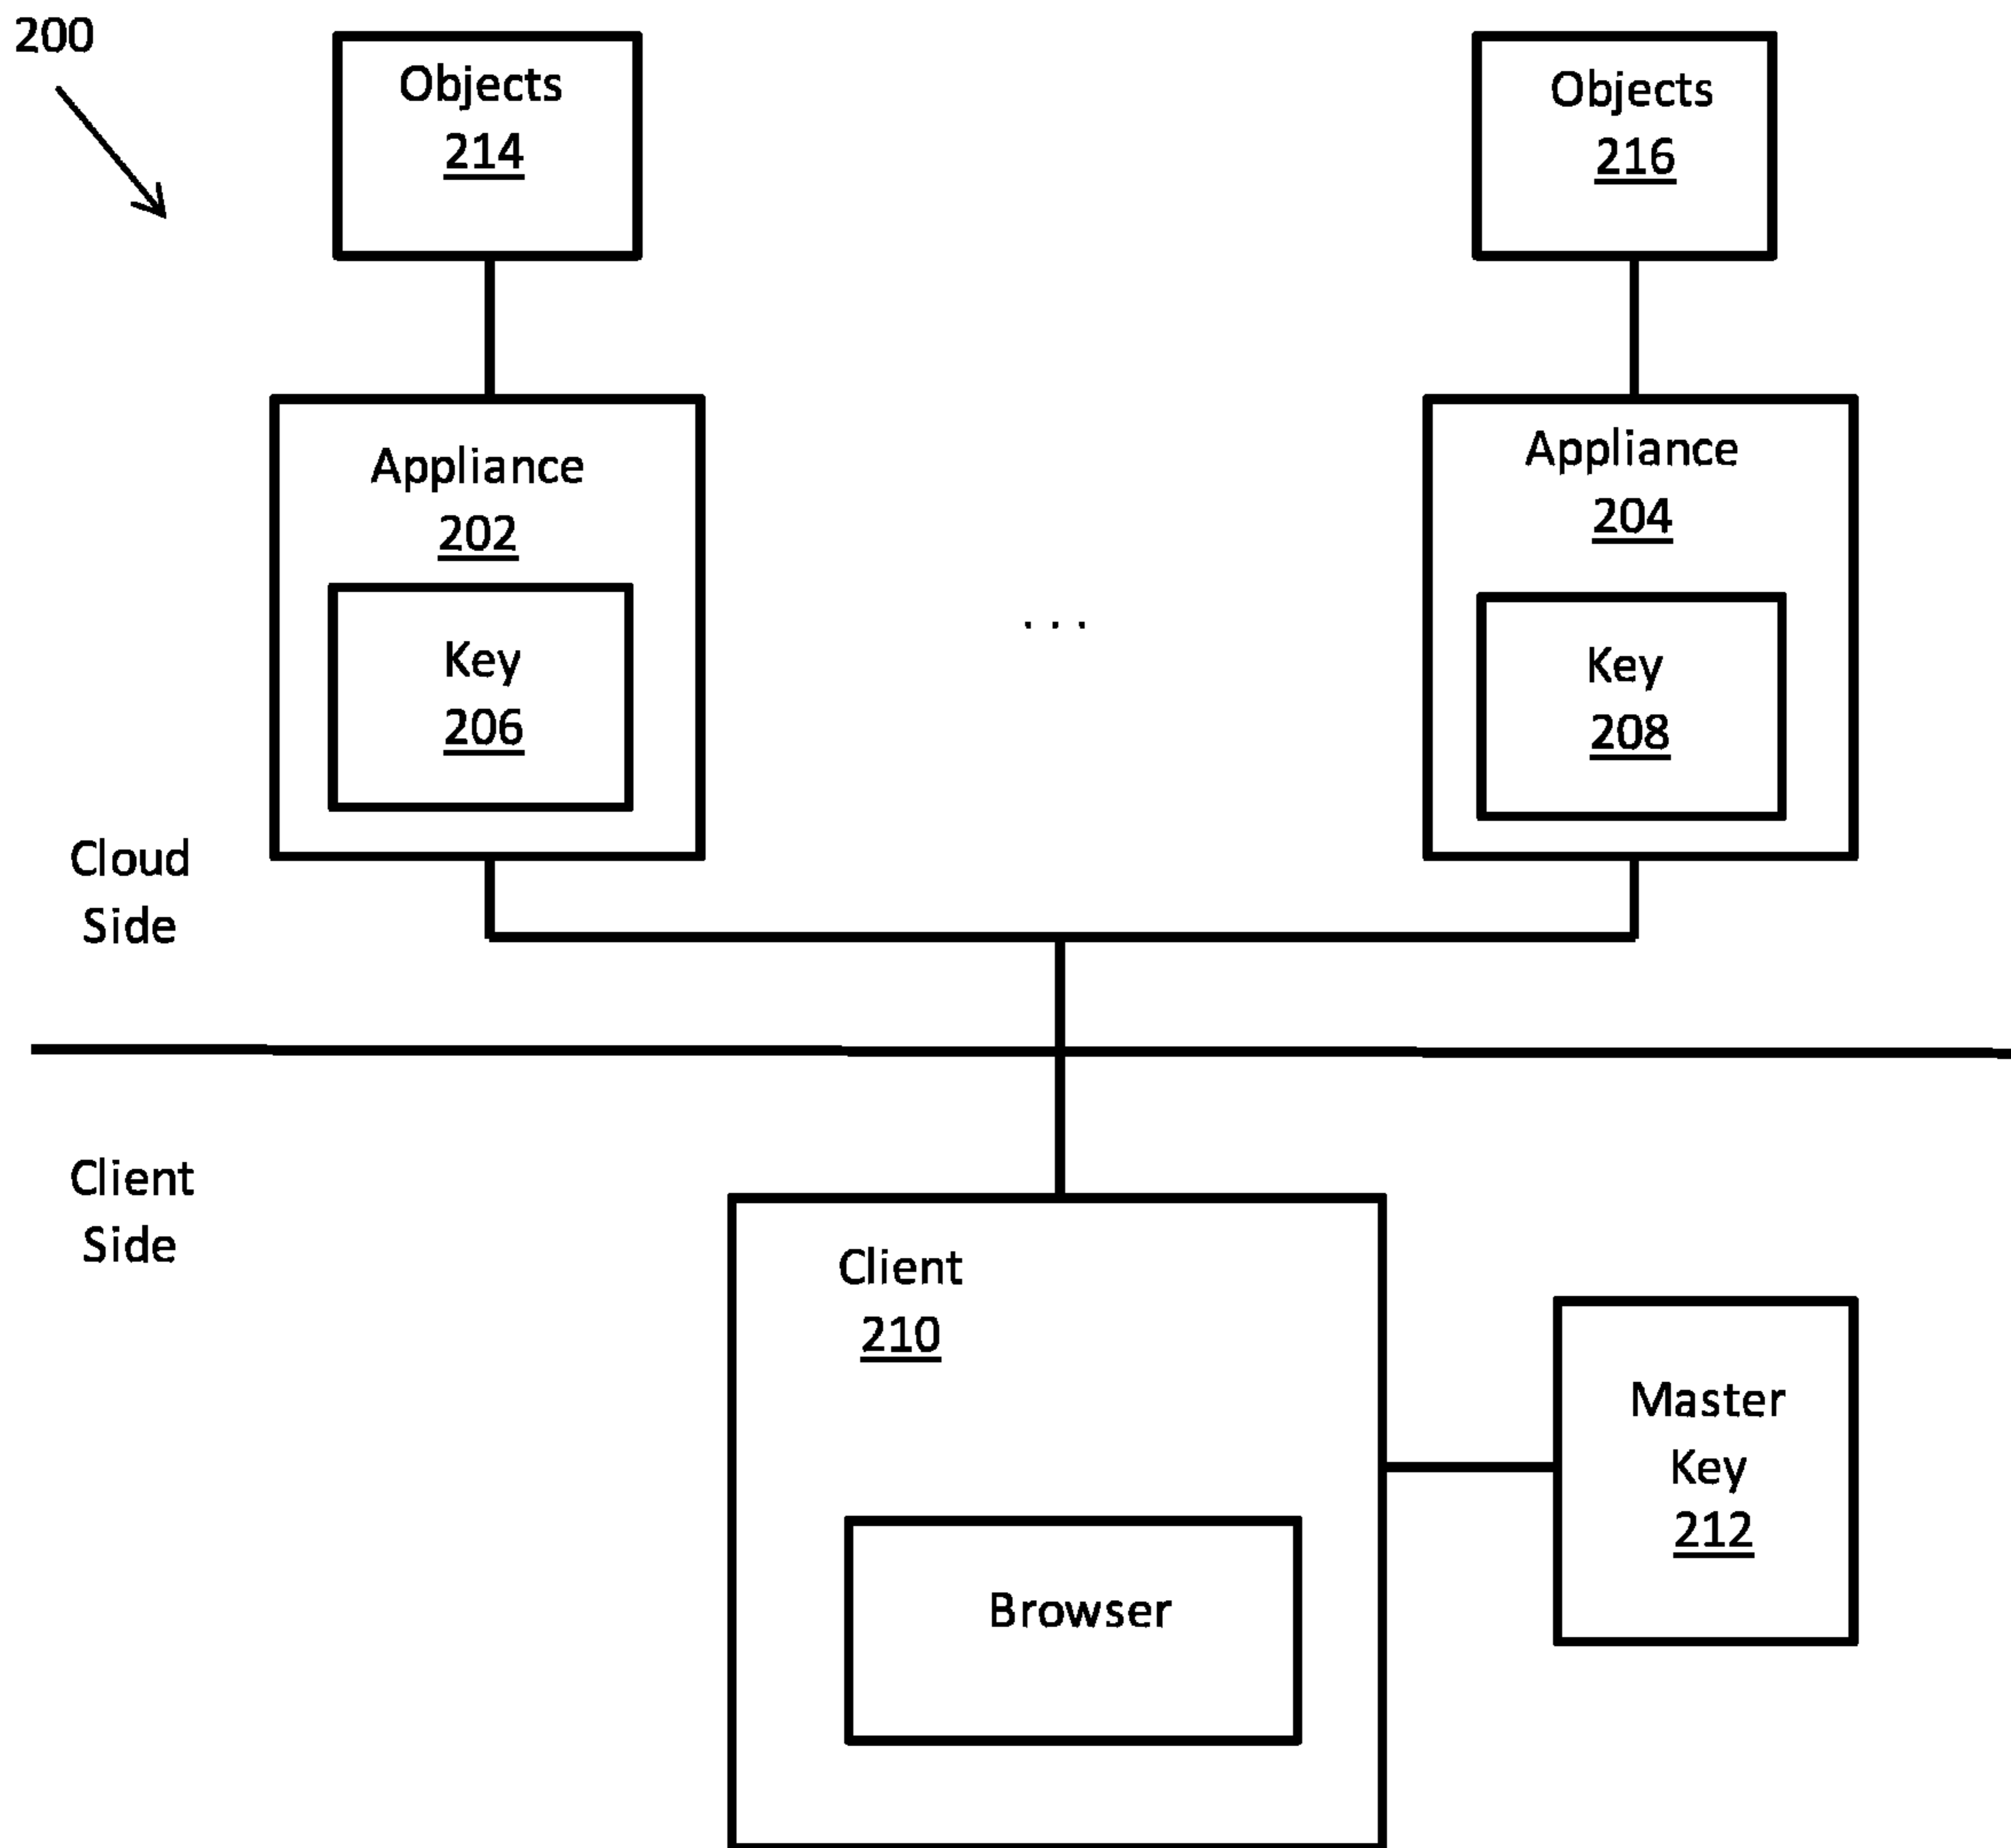 200
Objects
214
Objects
216
Appliance
202
Key
206
. . .
Appliance
204
Key
208
Cloud
Side
Client
Side
Client
210
Browser
Master
Key
212